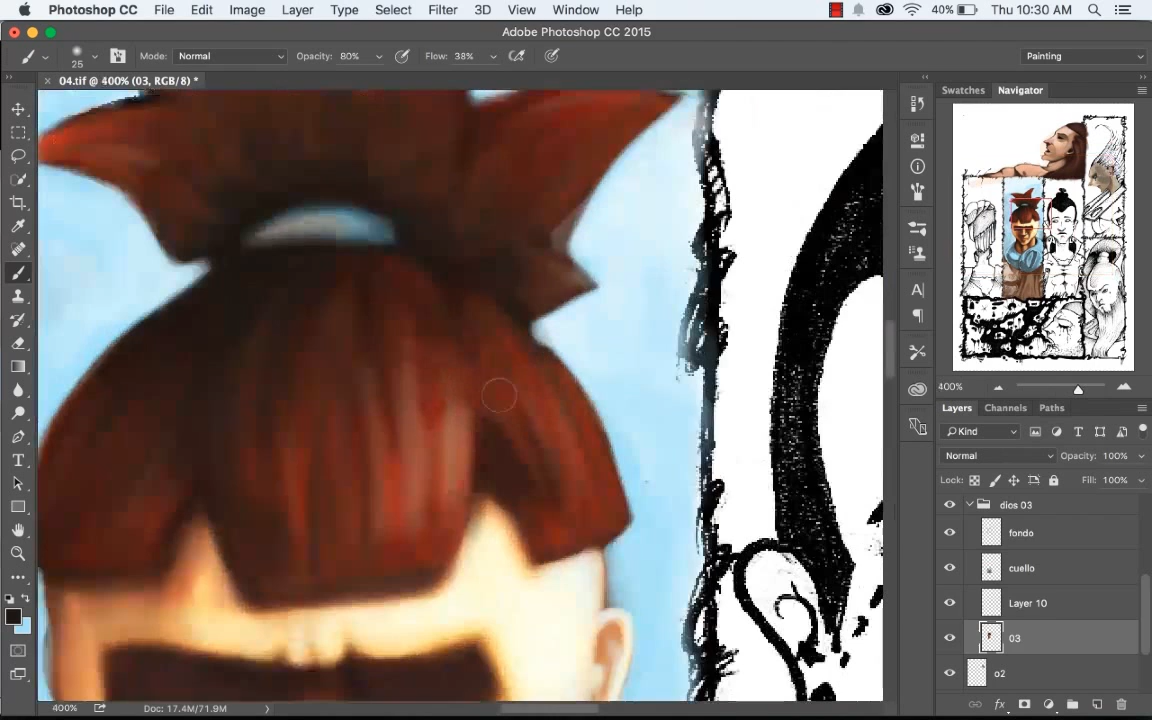 Photoshop CC File Edit Image Layer Type Select Filter 3D View Window Help 40% Thu 10:30 AM
Adobe Photoshop CC 2015
25 Mode: Normal Opacity: 80% Flow: 38% Painting
× 04.tif @ 400% (03, RGB/8) *
Swatches Navigator
400%
Layers Channels Paths
Kind
Normal Opacity: 100%
Lock: Fill: 100%
dios 03
fondo
cuello
Layer 10
03
o2
fx
400% Doc: 17.4M/71.9M